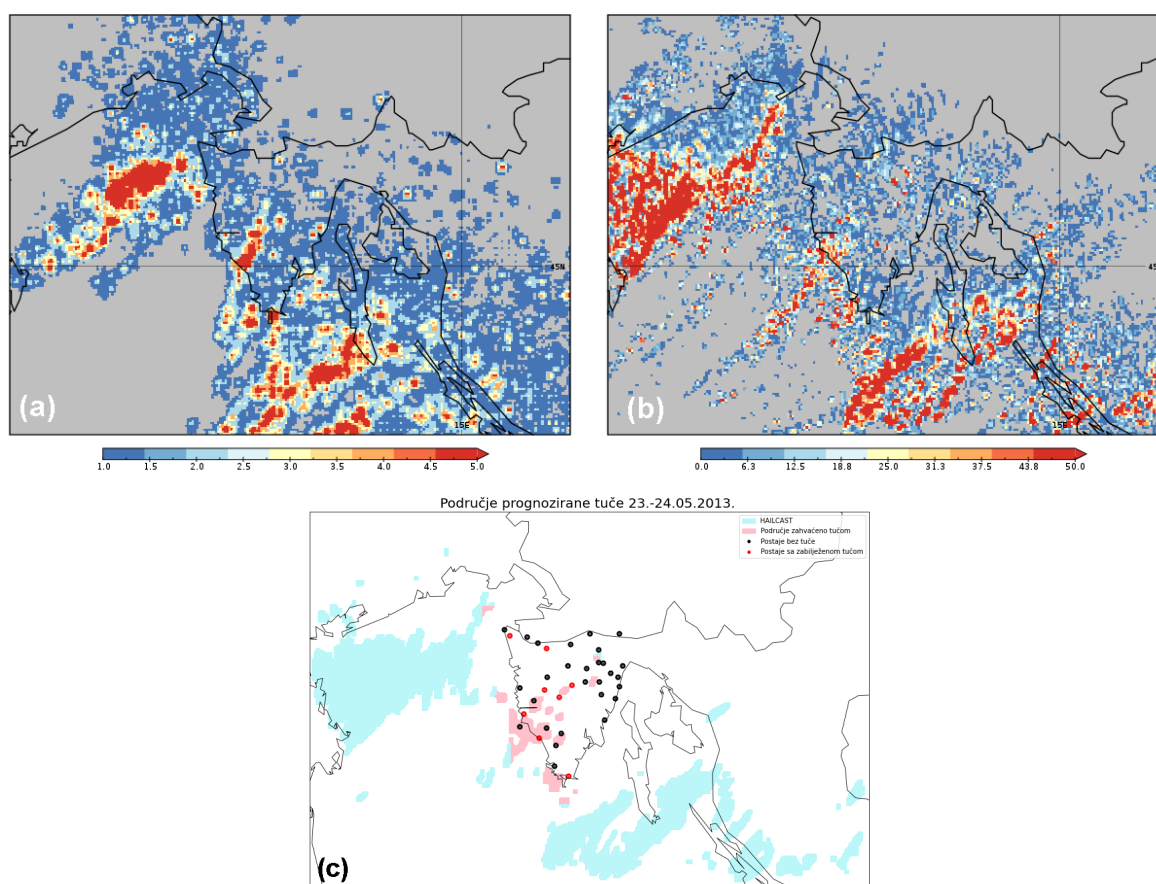 (a)
45N
15E
1.0 1.5 2.0 2.5 3.0 3.5 4.0 4.5 5.0
(b)
45
15E
0.0 6.3 12.5 18.8 25.0 31.3 37.5 43.8 50.0
Područje prognozirane tuče 23.-24.05.2013.
HAILCAST
Područje zahvaćeno tučom
Postaje bez tuče
Postaje sa zabilježenom tučom
(c)